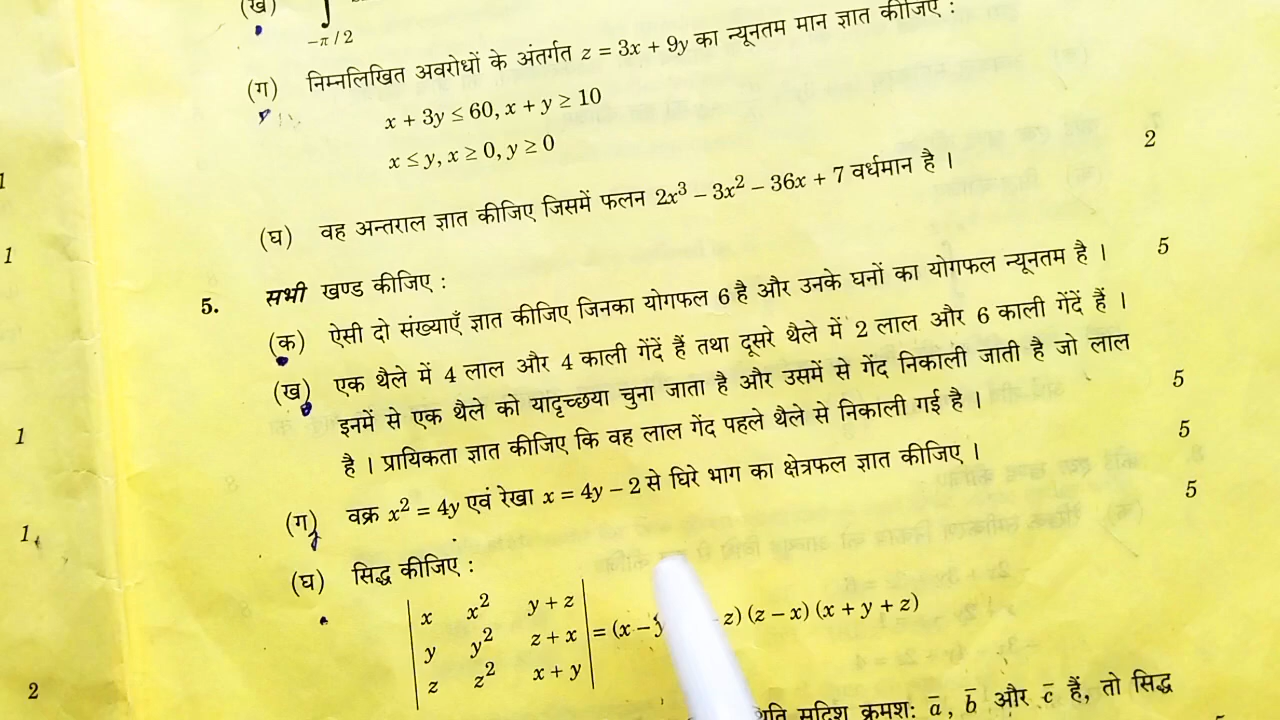 (ख) ∫
−π / 2
(ग) निम्नलिखित अवरोधों के अंतर्गत z = 3x + 9y का न्यूनतम मान ज्ञात कीजिए :
x + 3y ≤ 60, x + y ≥ 10
x ≤ y, x ≥ 0, y ≥ 0
2
(घ) वह अन्तराल ज्ञात कीजिए जिसमें फलन 2x³ − 3x² − 36x + 7 वर्धमान है ।
1
1
5. सभी खण्ड कीजिए :
(क) ऐसी दो संख्याएँ ज्ञात कीजिए जिनका योगफल 6 है और उनके घनों का योगफल न्यूनतम है । 5
(ख) एक थैले में 4 लाल और 4 काली गेंदें हैं तथा दूसरे थैले में 2 लाल और 6 काली गेंदें हैं ।
इनमें से एक थैले को यादृच्छया चुना जाता है और उसमें से गेंद निकाली जाती है जो लाल
है । प्रायिकता ज्ञात कीजिए कि वह लाल गेंद पहले थैले से निकाली गई है । 5
1
(ग) वक्र x² = 4y एवं रेखा x = 4y − 2 से घिरे भाग का क्षेत्रफल ज्ञात कीजिए । 5
1
(घ) सिद्ध कीजिए : 5
| x x² y + z |
| y y² z + x | = (x − z) (z − x) (x + y + z)
| z z² x + y |
2
क्रमश: a̅, b̅ और c̅ हैं, तो सिद्ध